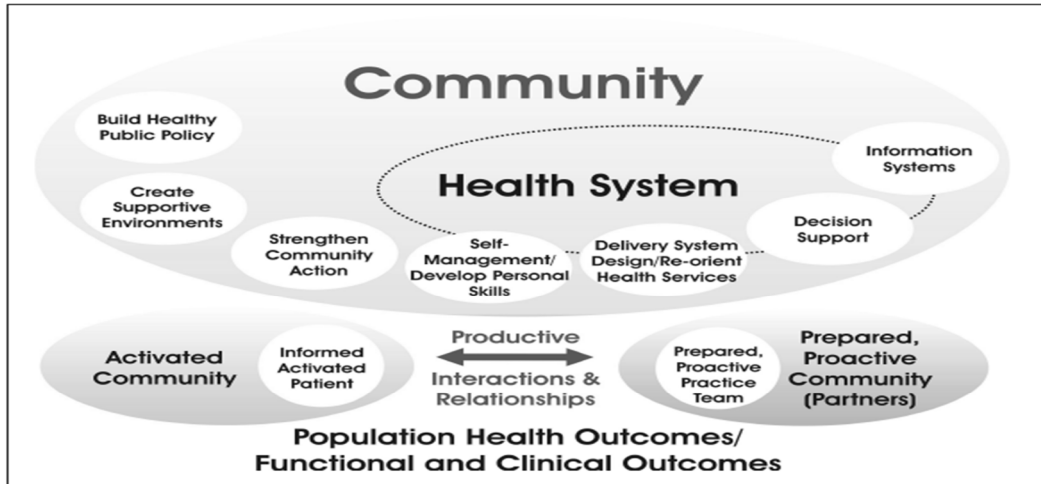 Community
Build Healthy
Public Policy
Create
Supportive
Environments
Strengthen
Community
Action
Health System
Self-
Management/
Develop Personal
Skills
Delivery System
Design/Re-orient
Health Services
Decision
Support
Information
Systems
Activated
Community
Informed
Activated
Patient
Productive
Interactions &
Relationships
Prepared,
Proactive
Practice
Team
Prepared,
Proactive
Community
(Partners)
Population Health Outcomes/
Functional and Clinical Outcomes